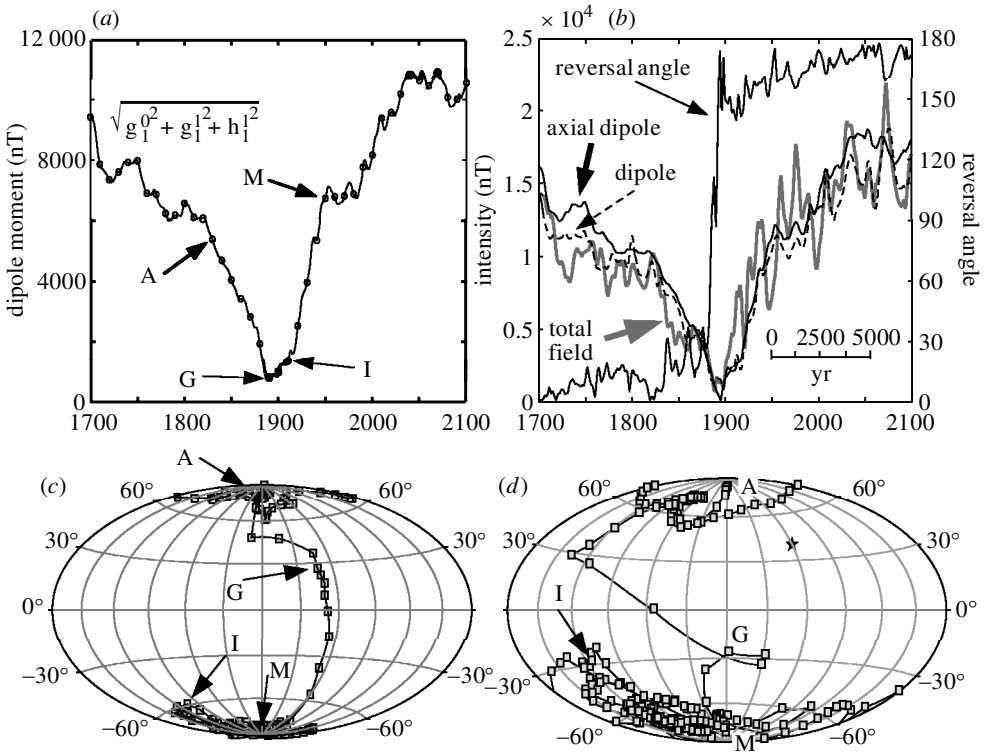 (a)
12 000
8000
4000
0
dipole moment (nT)
√g₁⁰² + g₁¹² + h₁¹²
A
M
G
I
1700 1800 1900 2000 2100
× 10⁴
(b)
2.5
2
1.5
1
0.5
0
intensity (nT)
reversal angle
axial dipole
dipole
total
field
0 2500 5000
yr
180
150
120
90
60
30
0
reversal angle
1700 1800 1900 2000 2100
(c)
A
60° 60°
30° 30°
0°
G
I
M
−30°
−60° −60°
(d)
A
60° 60°
30°
0°
I
G
−30° −30°
−60° −60°
M